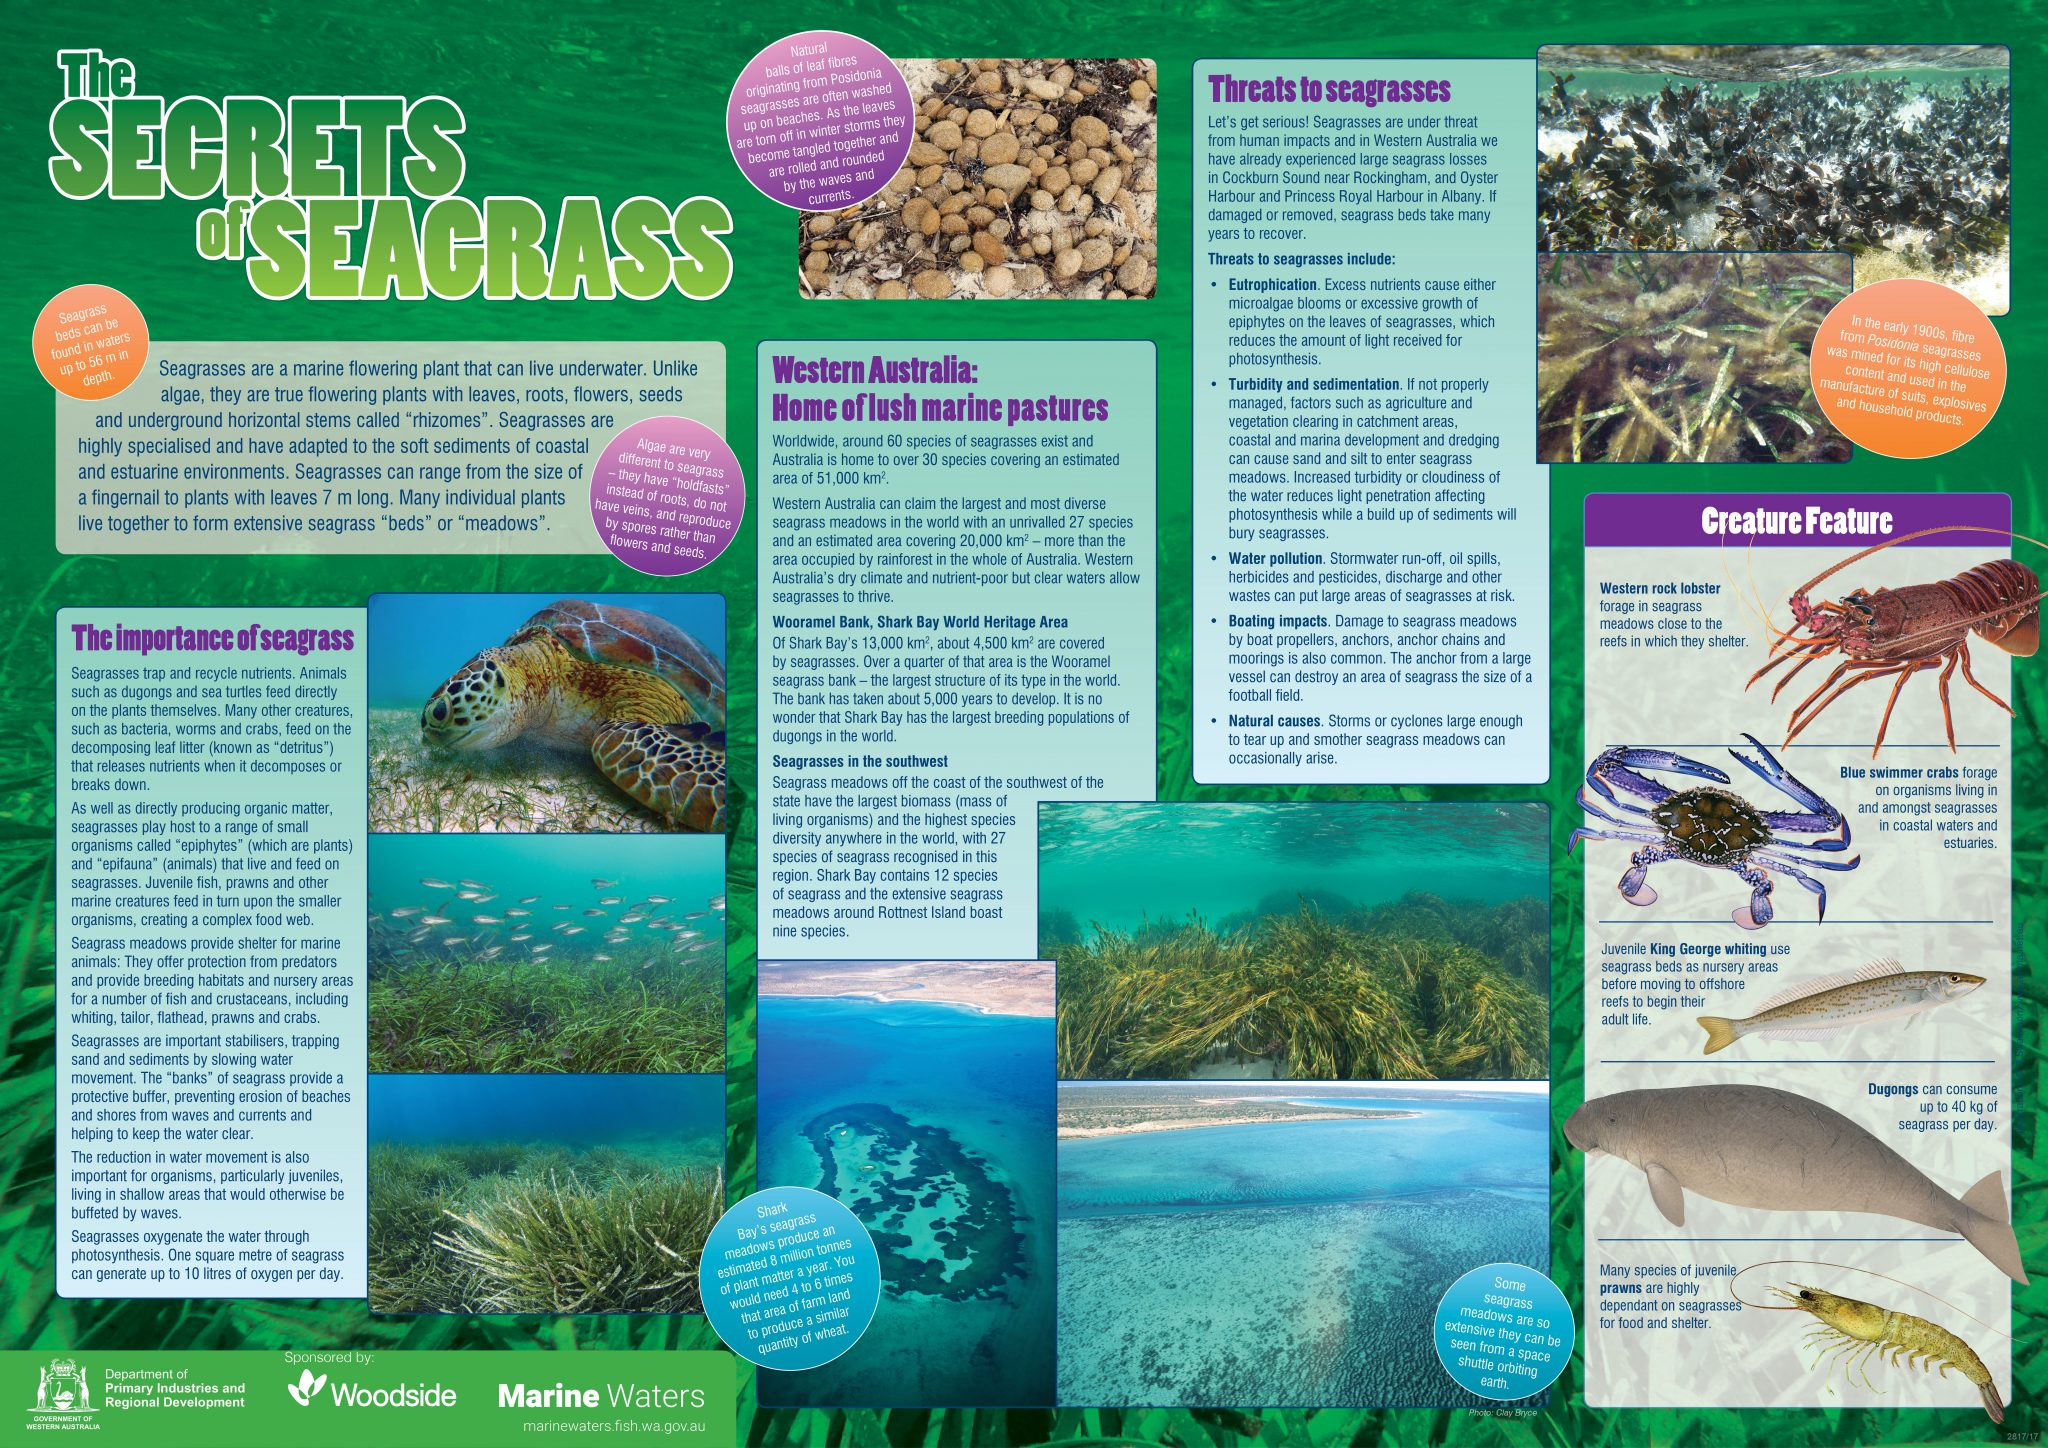 The
SECRETS
of SEAGRASS
Natural
balls of leaf fibres
originating from Posidonia
seagrasses are often washed
up on beaches. As the leaves
are torn off in winter storms they
become tangled together and
are rolled and rounded
by the waves and
currents.
Seagrass
beds can be
found in waters
up to 56 m in
depth.
Seagrasses are a marine flowering plant that can live underwater. Unlike
algae, they are true flowering plants with leaves, roots, flowers, seeds
and underground horizontal stems called “rhizomes”. Seagrasses are
highly specialised and have adapted to the soft sediments of coastal
and estuarine environments. Seagrasses can range from the size of
a fingernail to plants with leaves 7 m long. Many individual plants
live together to form extensive seagrass “beds” or “meadows”.
Algae are very
different to seagrass
– they have “holdfasts”
instead of roots, do not
have veins, and reproduce
by spores rather than
flowers and seeds.
The importance of seagrass
Seagrasses trap and recycle nutrients. Animals
such as dugongs and sea turtles feed directly
on the plants themselves. Many other creatures,
such as bacteria, worms and crabs, feed on the
decomposing leaf litter (known as “detritus”)
that releases nutrients when it decomposes or
breaks down.
As well as directly producing organic matter,
seagrasses play host to a range of small
organisms called “epiphytes” (which are plants)
and “epifauna” (animals) that live and feed on
seagrasses. Juvenile fish, prawns and other
marine creatures feed in turn upon the smaller
organisms, creating a complex food web.
Seagrass meadows provide shelter for marine
animals: They offer protection from predators
and provide breeding habitats and nursery areas
for a number of fish and crustaceans, including
whiting, tailor, flathead, prawns and crabs.
Seagrasses are important stabilisers, trapping
sand and sediments by slowing water
movement. The “banks” of seagrass provide a
protective buffer, preventing erosion of beaches
and shores from waves and currents and
helping to keep the water clear.
The reduction in water movement is also
important for organisms, particularly juveniles,
living in shallow areas that would otherwise be
buffeted by waves.
Seagrasses oxygenate the water through
photosynthesis. One square metre of seagrass
can generate up to 10 litres of oxygen per day.
Western Australia:
Home of lush marine pastures
Worldwide, around 60 species of seagrasses exist and
Australia is home to over 30 species covering an estimated
area of 51,000 km².
Western Australia can claim the largest and most diverse
seagrass meadows in the world with an unrivalled 27 species
and an estimated area covering 20,000 km² – more than the
area occupied by rainforest in the whole of Australia. Western
Australia’s dry climate and nutrient-poor but clear waters allow
seagrasses to thrive.
Wooramel Bank, Shark Bay World Heritage Area
Of Shark Bay’s 13,000 km², about 4,500 km² are covered
by seagrasses. Over a quarter of that area is the Wooramel
seagrass bank – the largest structure of its type in the world.
The bank has taken about 5,000 years to develop. It is no
wonder that Shark Bay has the largest breeding populations of
dugongs in the world.
Seagrasses in the southwest
Seagrass meadows off the coast of the southwest of the
state have the largest biomass (mass of
living organisms) and the highest species
diversity anywhere in the world, with 27
species of seagrass recognised in this
region. Shark Bay contains 12 species
of seagrass and the extensive seagrass
meadows around Rottnest Island boast
nine species.
Shark
Bay’s seagrass
meadows produce an
estimated 8 million tonnes
of plant matter a year. You
would need 4 to 6 times
that area of farm land
to produce a similar
quantity of wheat.
Some
seagrass
meadows are so
extensive they can be
seen from a space
shuttle orbiting
earth.
Photo: Clay Bryce
Threats to seagrasses
Let’s get serious! Seagrasses are under threat
from human impacts and in Western Australia we
have already experienced large seagrass losses
in Cockburn Sound near Rockingham, and Oyster
Harbour and Princess Royal Harbour in Albany. If
damaged or removed, seagrass beds take many
years to recover.
Threats to seagrasses include:
• Eutrophication. Excess nutrients cause either
microalgae blooms or excessive growth of
epiphytes on the leaves of seagrasses, which
reduces the amount of light received for
photosynthesis.
• Turbidity and sedimentation. If not properly
managed, factors such as agriculture and
vegetation clearing in catchment areas,
coastal and marina development and dredging
can cause sand and silt to enter seagrass
meadows. Increased turbidity or cloudiness of
the water reduces light penetration affecting
photosynthesis while a build up of sediments will
bury seagrasses.
• Water pollution. Stormwater run-off, oil spills,
herbicides and pesticides, discharge and other
wastes can put large areas of seagrasses at risk.
• Boating impacts. Damage to seagrass meadows
by boat propellers, anchors, anchor chains and
moorings is also common. The anchor from a large
vessel can destroy an area of seagrass the size of a
football field.
• Natural causes. Storms or cyclones large enough
to tear up and smother seagrass meadows can
occasionally arise.
In the early 1900s, fibre
from Posidonia seagrasses
was mined for its high cellulose
content and used in the
manufacture of suits, explosives
and household products.
Creature Feature
Western rock lobster
forage in seagrass
meadows close to the
reefs in which they shelter.
Blue swimmer crabs forage
on organisms living in
and amongst seagrasses
in coastal waters and
estuaries.
Juvenile King George whiting use
seagrass beds as nursery areas
before moving to offshore
reefs to begin their
adult life.
Dugongs can consume
up to 40 kg of
seagrass per day.
Many species of juvenile
prawns are highly
dependant on seagrasses
for food and shelter.
GOVERNMENT OF
WESTERN AUSTRALIA
Department of
Primary Industries and
Regional Development
Sponsored by:
Woodside
Marine Waters
marinewaters.fish.wa.gov.au
2817/17